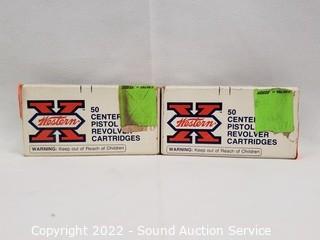 Western
50
CENTER
PISTOL
REVOLVER
CARTRIDGES
WARNING: Keep out of Reach of Children
Western
50
CENTER
PISTOL
REVOLVER
CARTRIDGES
WARNING: Keep out of Reach of Children
Copyright 2022 - Sound Auction Service